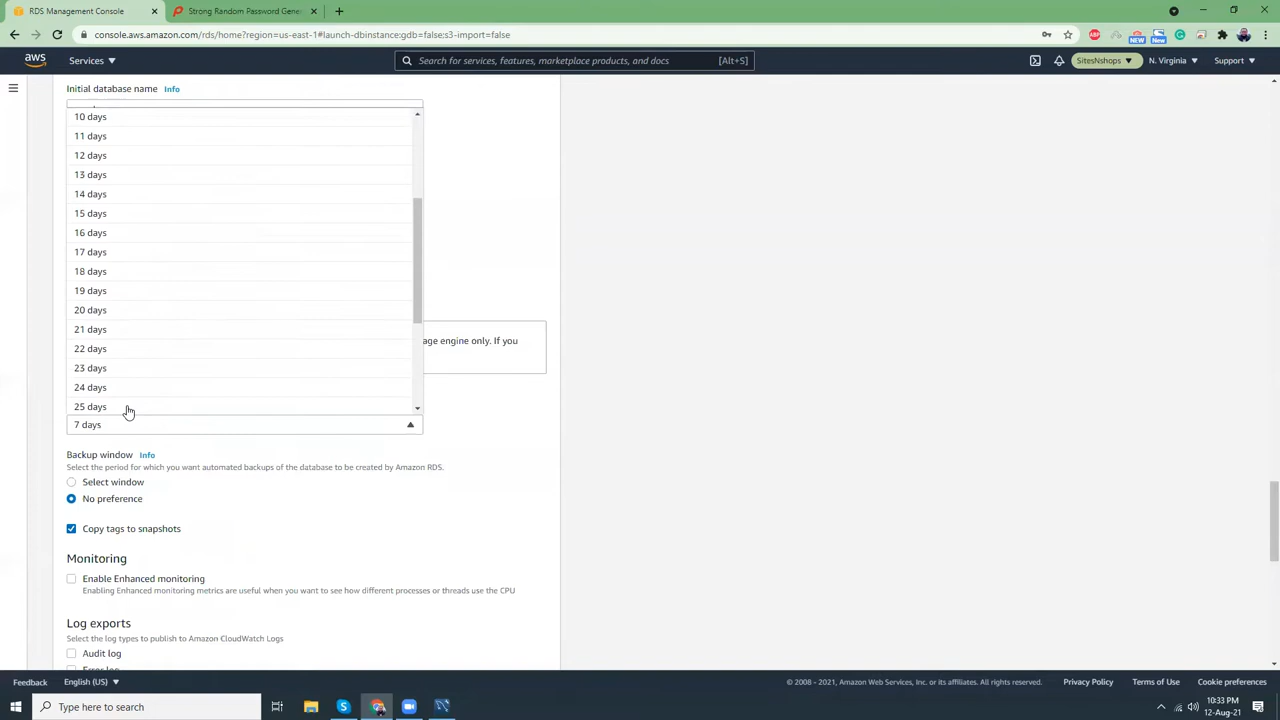 RDS Management Console
Strong Random Password Gene
console.aws.amazon.com/rds/home?region=us-east-1#launch-dbinstance:gdb=false;s3-import=false
ABP
NEW
New
aws
Services
Search for services, features, marketplace products, and docs
[Alt+S]
SitesNshops
N. Virginia
Support
Initial database name Info
10 days
11 days
12 days
13 days
14 days
15 days
16 days
17 days
18 days
19 days
20 days
21 days
22 days
23 days
24 days
25 days
age engine only. If you
7 days
Backup window Info
Select the period for which you want automated backups of the database to be created by Amazon RDS.
Select window
No preference
Copy tags to snapshots
Monitoring
Enable Enhanced monitoring
Enabling Enhanced monitoring metrics are useful when you want to see how different processes or threads use the CPU
Log exports
Select the log types to publish to Amazon CloudWatch Logs
Audit log
Error log
Feedback
English (US)
© 2008 - 2021, Amazon Web Services, Inc. or its affiliates. All rights reserved.
Privacy Policy
Terms of Use
Cookie preferences
Type here to search
10:33 PM
12-Aug-21